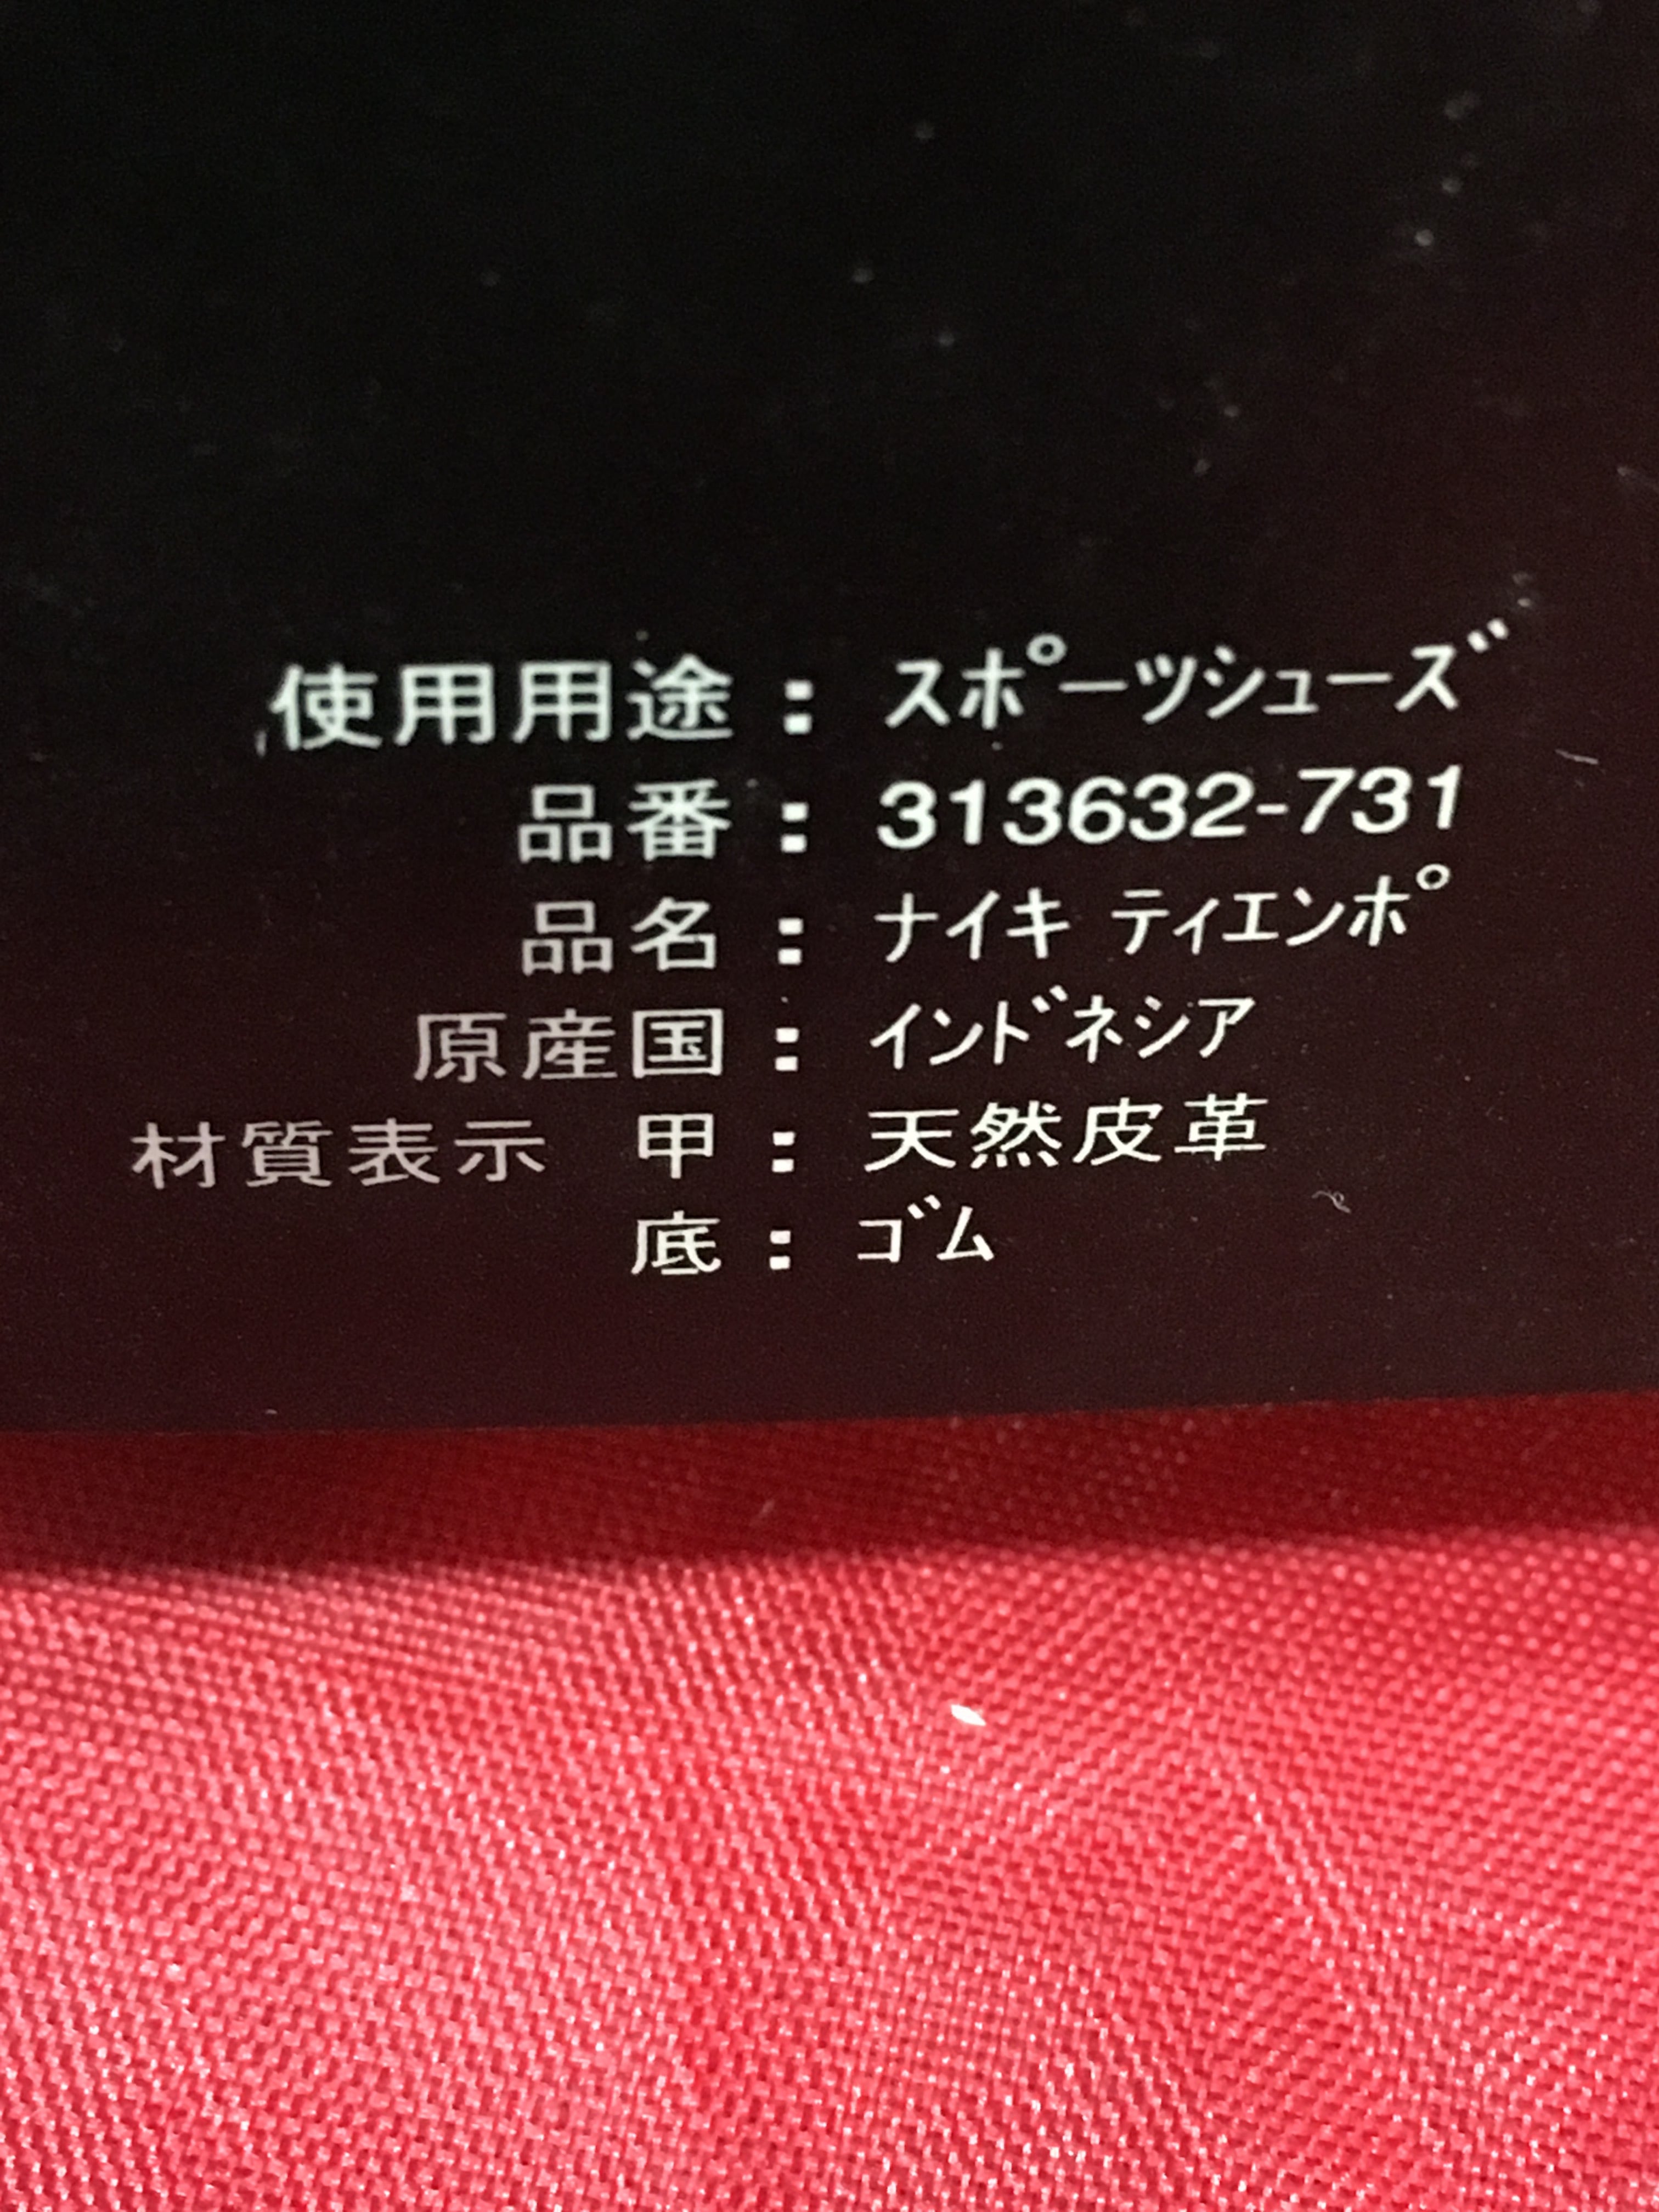 使用用途：ｽﾎﾟｰﾂｼｭｰｽﾞ
品番：313632-731
品名：ﾅｲｷ ﾃｨｴﾝﾎﾟ
原産国：ｲﾝﾄﾞﾈｼｱ
材質表示 甲：天然皮革
底：ｺﾞﾑ